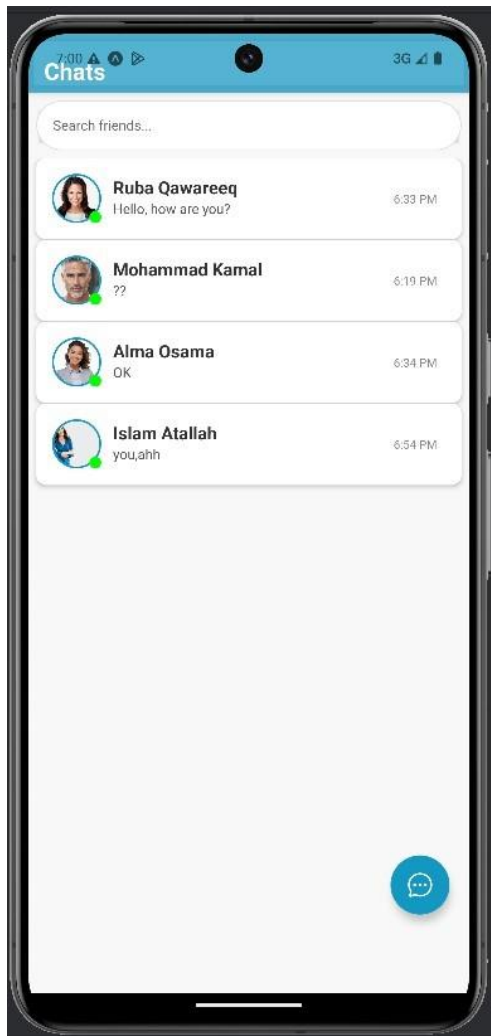 7:00
3G
Chats
Search friends...
Ruba Qawareeq
Hello, how are you?
6:33 PM
Mohammad Kamal
??
6:19 PM
Alma Osama
OK
6:34 PM
Islam Atallah
you,ahh
6:54 PM